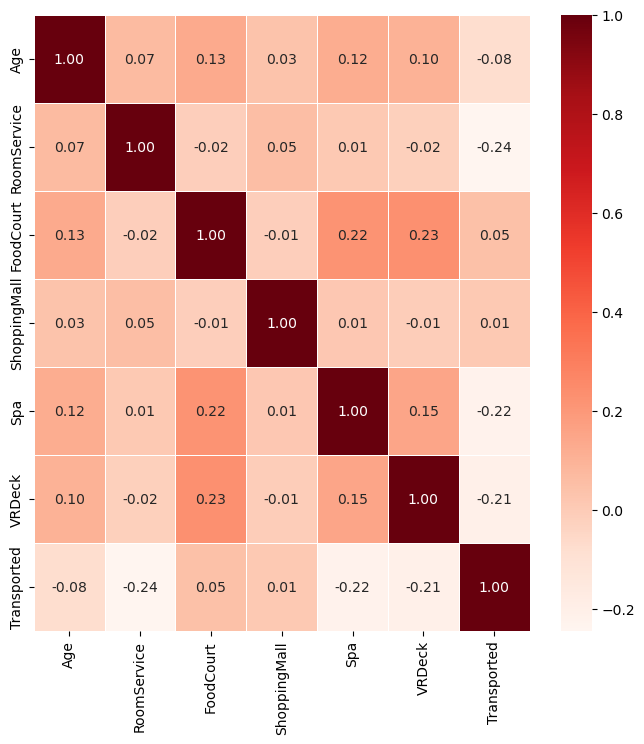 Age 1.00 0.07 0.13 0.03 0.12 0.10 -0.08
RoomService 0.07 1.00 -0.02 0.05 0.01 -0.02 -0.24
FoodCourt 0.13 -0.02 1.00 -0.01 0.22 0.23 0.05
ShoppingMall 0.03 0.05 -0.01 1.00 0.01 -0.01 0.01
Spa 0.12 0.01 0.22 0.01 1.00 0.15 -0.22
VRDeck 0.10 -0.02 0.23 -0.01 0.15 1.00 -0.21
Transported -0.08 -0.24 0.05 0.01 -0.22 -0.21 1.00
Age RoomService FoodCourt ShoppingMall Spa VRDeck Transported
1.0
0.8
0.6
0.4
0.2
0.0
-0.2